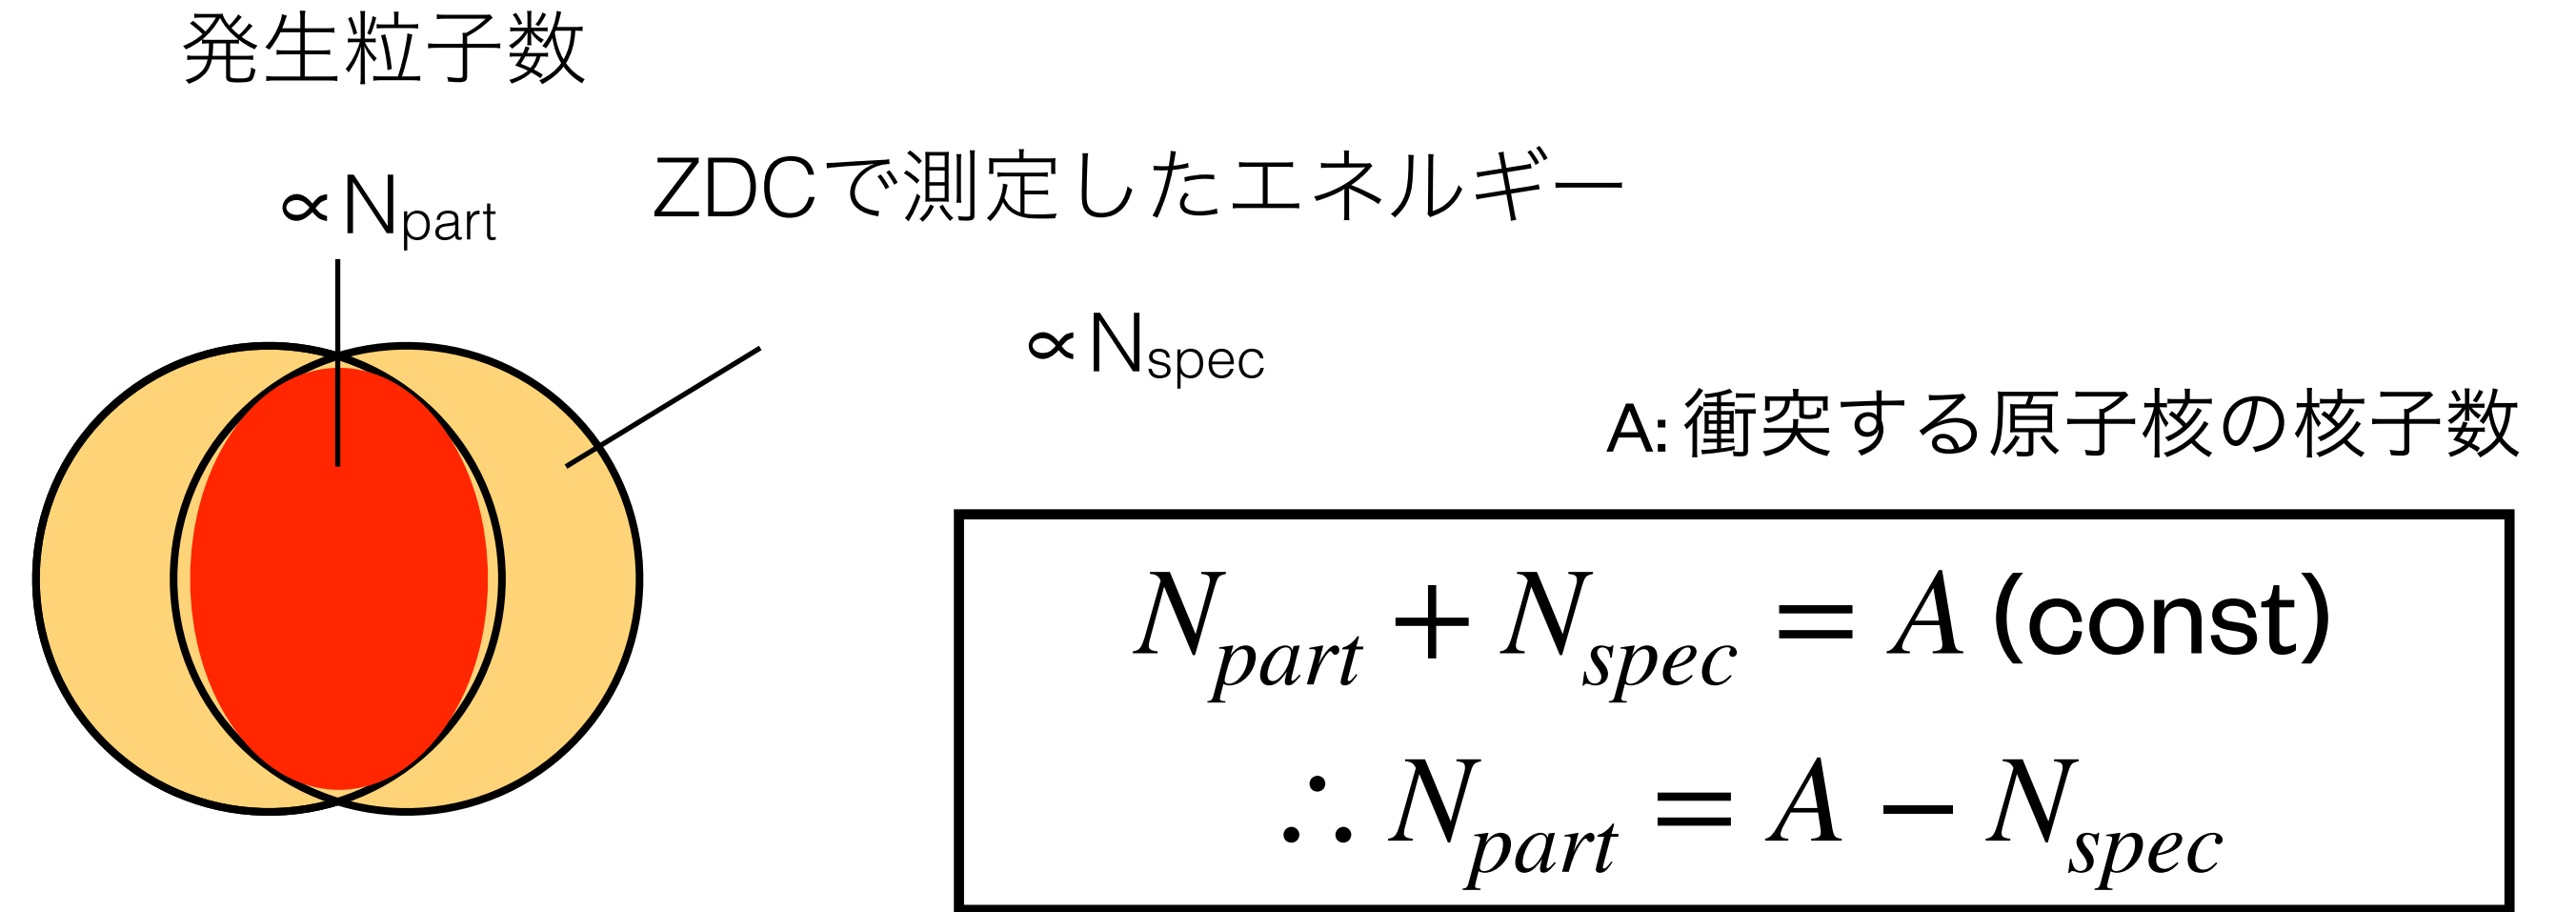 発生粒子数
∝Npart
ZDCで測定したエネルギー
∝Nspec
A: 衝突する原子核の核子数
Npart + Nspec = A (const)
∴ Npart = A − Nspec